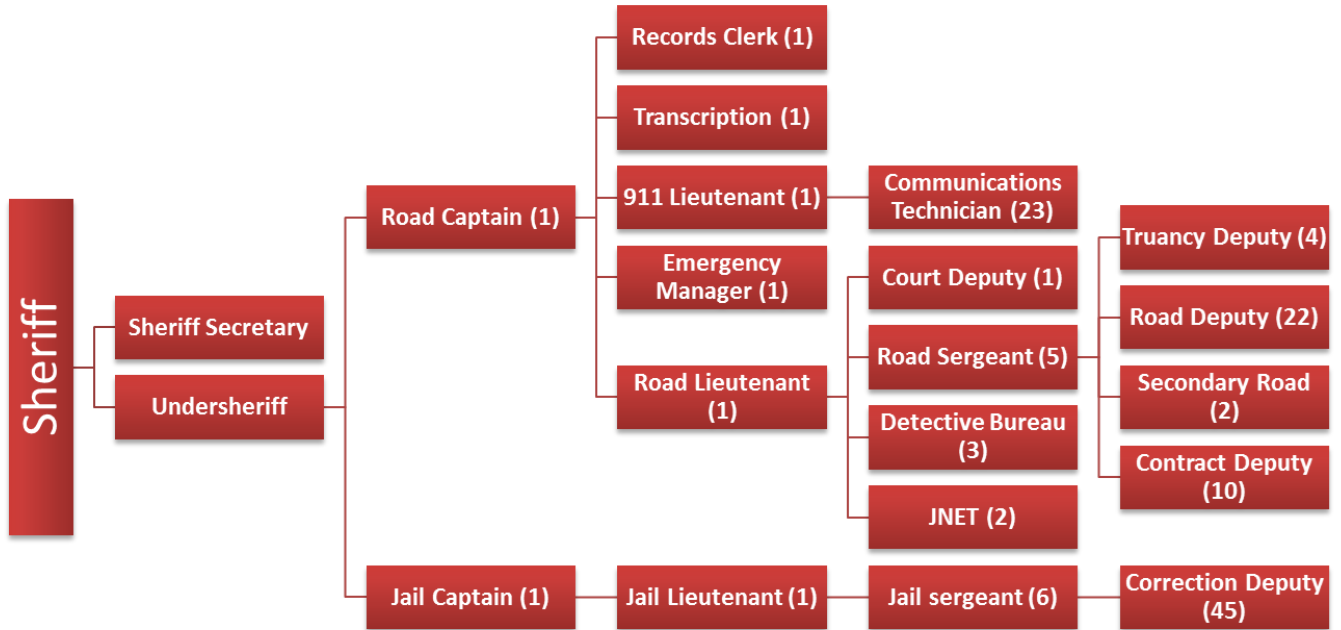 Sheriff
Sheriff Secretary
Undersheriff
Road Captain (1)
Records Clerk (1)
Transcription (1)
911 Lieutenant (1)
Communications
Technician (23)
Emergency
Manager (1)
Road Lieutenant
(1)
Court Deputy (1)
Road Sergeant (5)
Truancy Deputy (4)
Road Deputy (22)
Secondary Road
(2)
Contract Deputy
(10)
Detective Bureau
(3)
JNET (2)
Jail Captain (1)
Jail Lieutenant (1)
Jail sergeant (6)
Correction Deputy
(45)